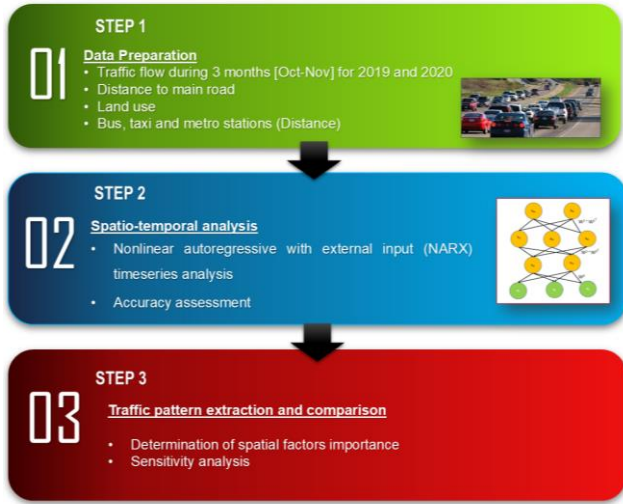 STEP 1
01
Data Preparation
• Traffic flow during 3 months [Oct-Nov] for 2019 and 2020
• Distance to main road
• Land use
• Bus, taxi and metro stations (Distance)
STEP 2
02
Spatio-temporal analysis
• Nonlinear autoregressive with external input (NARX)
timeseries analysis
• Accuracy assessment
STEP 3
03
Traffic pattern extraction and comparison
• Determination of spatial factors importance
• Sensitivity analysis